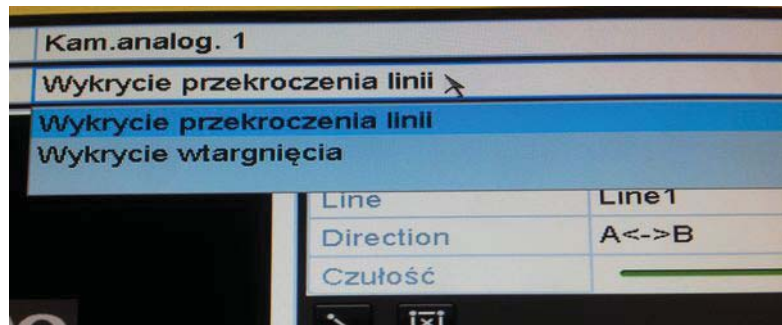 Kam.analog. 1
Wykrycie przekroczenia linii
Wykrycie przekroczenia linii
Wykrycie wtargnięcia
Line Line1
Direction A<->B
Czułość